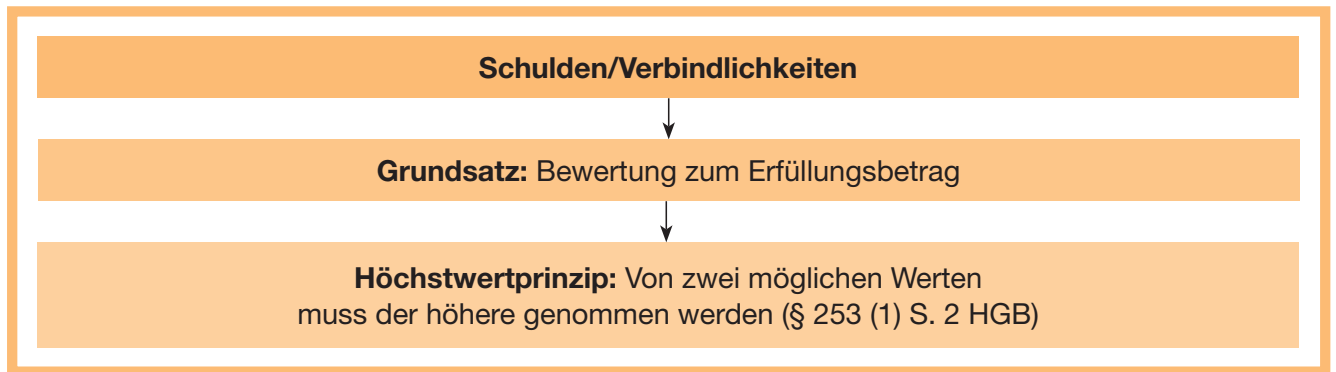 Schulden/Verbindlichkeiten
Grundsatz: Bewertung zum Erfüllungsbetrag
Höchstwertprinzip: Von zwei möglichen Werten
muss der höhere genommen werden (§ 253 (1) S. 2 HGB)